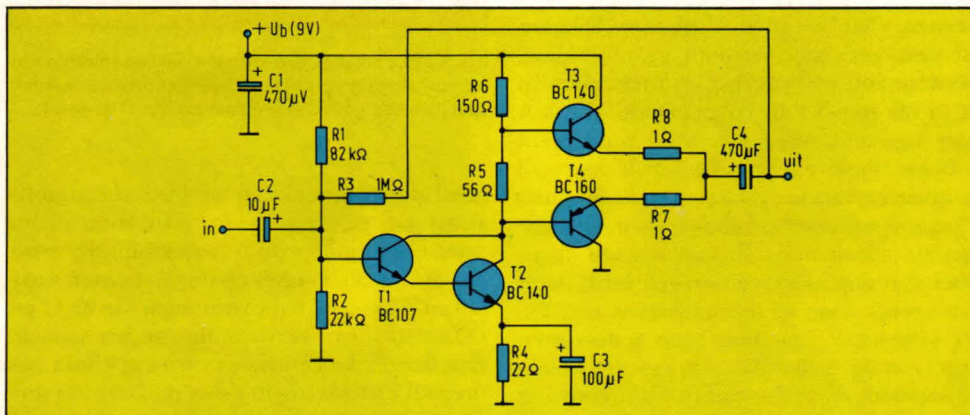 +Ub (9V)
C1
470µV
R1
82kΩ
C2
10µF
in
R3
1MΩ
R2
22kΩ
T1
BC107
R6
150Ω
R5
56Ω
T2
BC140
R4
22Ω
C3
100µF
T3
BC140
T4
BC160
R8
1Ω
R7
1Ω
C4
470µF
uit